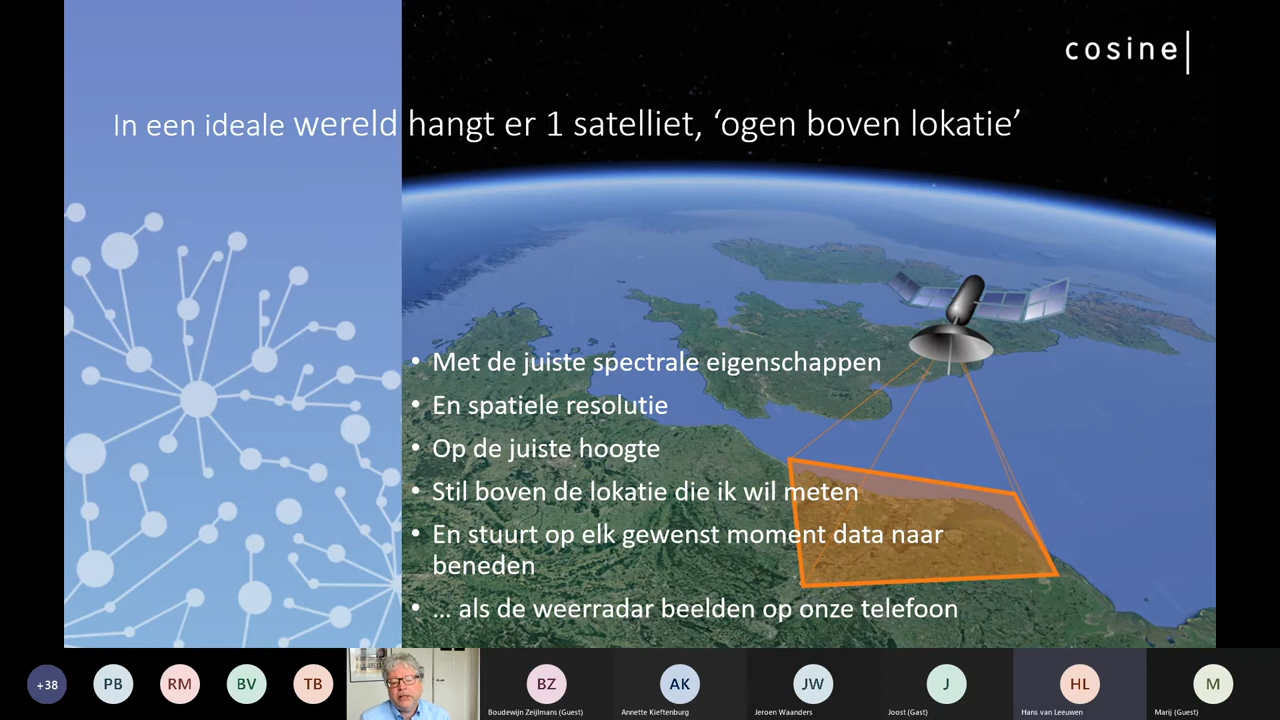 cosine
In een ideale wereld hangt er 1 satelliet, ‘ogen boven lokatie’
• Met de juiste spectrale eigenschappen
• En spatiele resolutie
• Op de juiste hoogte
• Stil boven de lokatie die ik wil meten
• En stuurt op elk gewenst moment data naar
beneden
• ... als de weerradar beelden op onze telefoon
+38
PB
RM
BV
TB
BZ
AK
JW
J
HL
M
Boudewijn Zeijlmans (Guest)
Annette Kieftenburg
Jeroen Waanders
Joost (Gast)
Hans van Leeuwen
Marij (Guest)